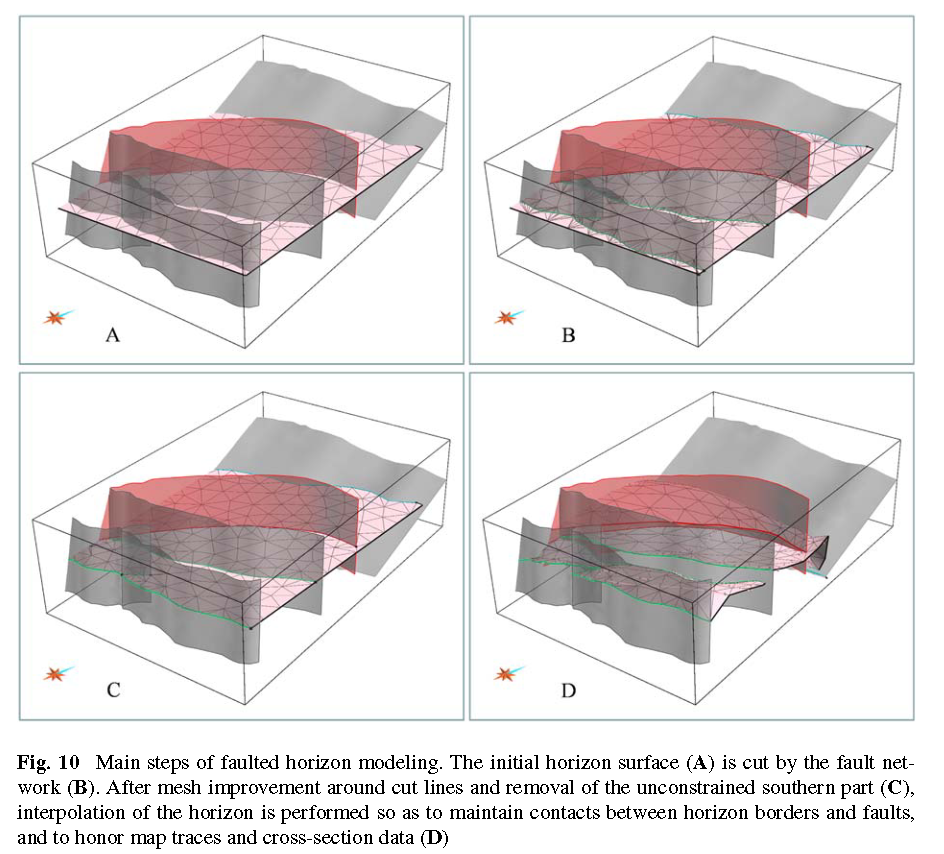 A
B
C
D
Fig. 10 Main steps of faulted horizon modeling. The initial horizon surface (A) is cut by the fault net-
work (B). After mesh improvement around cut lines and removal of the unconstrained southern part (C),
interpolation of the horizon is performed so as to maintain contacts between horizon borders and faults,
and to honor map traces and cross-section data (D)